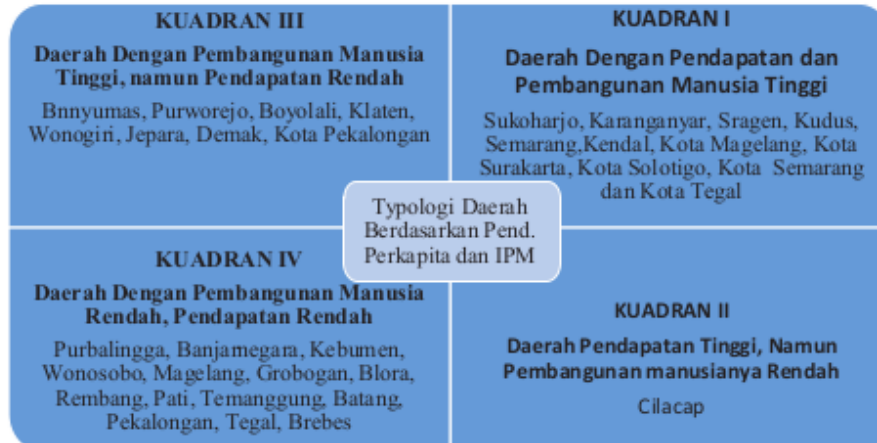 KUADRAN III
Daerah Dengan Pembangunan Manusia
Tinggi, namun Pendapatan Rendah
Bnnyumas, Purworejo, Boyolali, Klaten,
Wonogiri, Jepara, Demak, Kota Pekalongan
KUADRAN I
Daerah Dengan Pendapatan dan
Pembangunan Manusia Tinggi
Sukoharjo, Karanganyar, Sragen, Kudus,
Semarang,Kendal, Kota Magelang, Kota
Surakarta, Kota Solotigo, Kota Semarang
dan Kota Tegal
Typologi Daerah
Berdasarkan Pend.
Perkapita dan IPM
KUADRAN IV
Daerah Dengan Pembangunan Manusia
Rendah, Pendapatan Rendah
Purbalingga, Banjarnegara, Kebumen,
Wonosobo, Magelang, Grobogan, Blora,
Rembang, Pati, Temanggung, Batang,
Pekalongan, Tegal, Brebes
KUADRAN II
Daerah Pendapatan Tinggi, Namun
Pembangunan manusianya Rendah
Cilacap